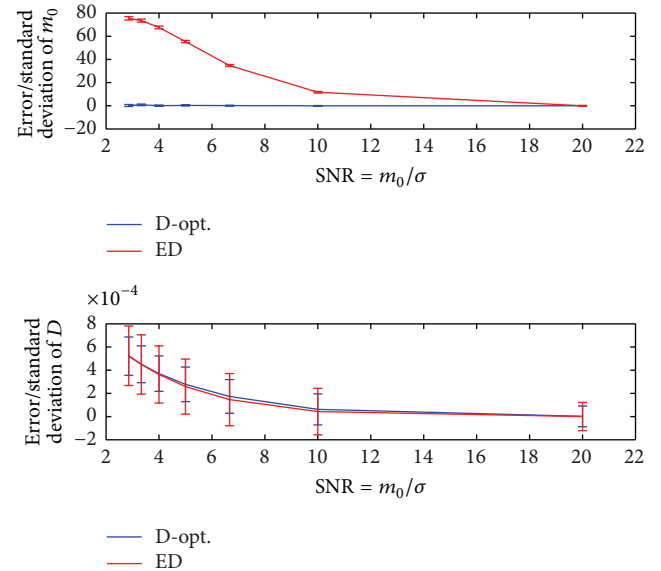 Error/standard
deviation of m₀
80
60
40
20
0
−20
2 4 6 8 10 12 14 16 18 20 22
SNR = m₀/σ
D-opt.
ED
×10⁻⁴
Error/standard
deviation of D
8
6
4
2
0
−2
2 4 6 8 10 12 14 16 18 20 22
SNR = m₀/σ
D-opt.
ED